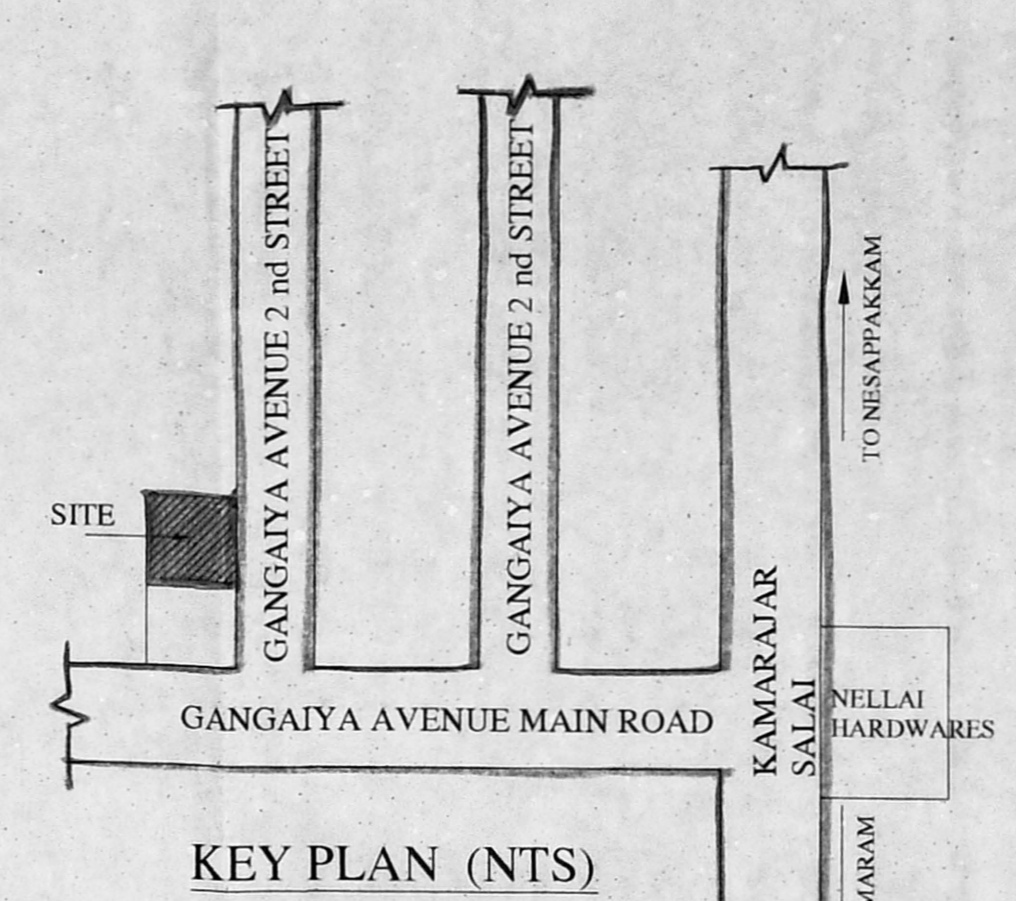 GANGAIYA AVENUE 2 nd STREET
GANGAIYA AVENUE 2 nd STREET
TO NESAPPAKKAM
SITE
KAMARAJAR
SALAI
NELLAI
HARDWARES
GANGAIYA AVENUE MAIN ROAD
KEY PLAN (NTS)